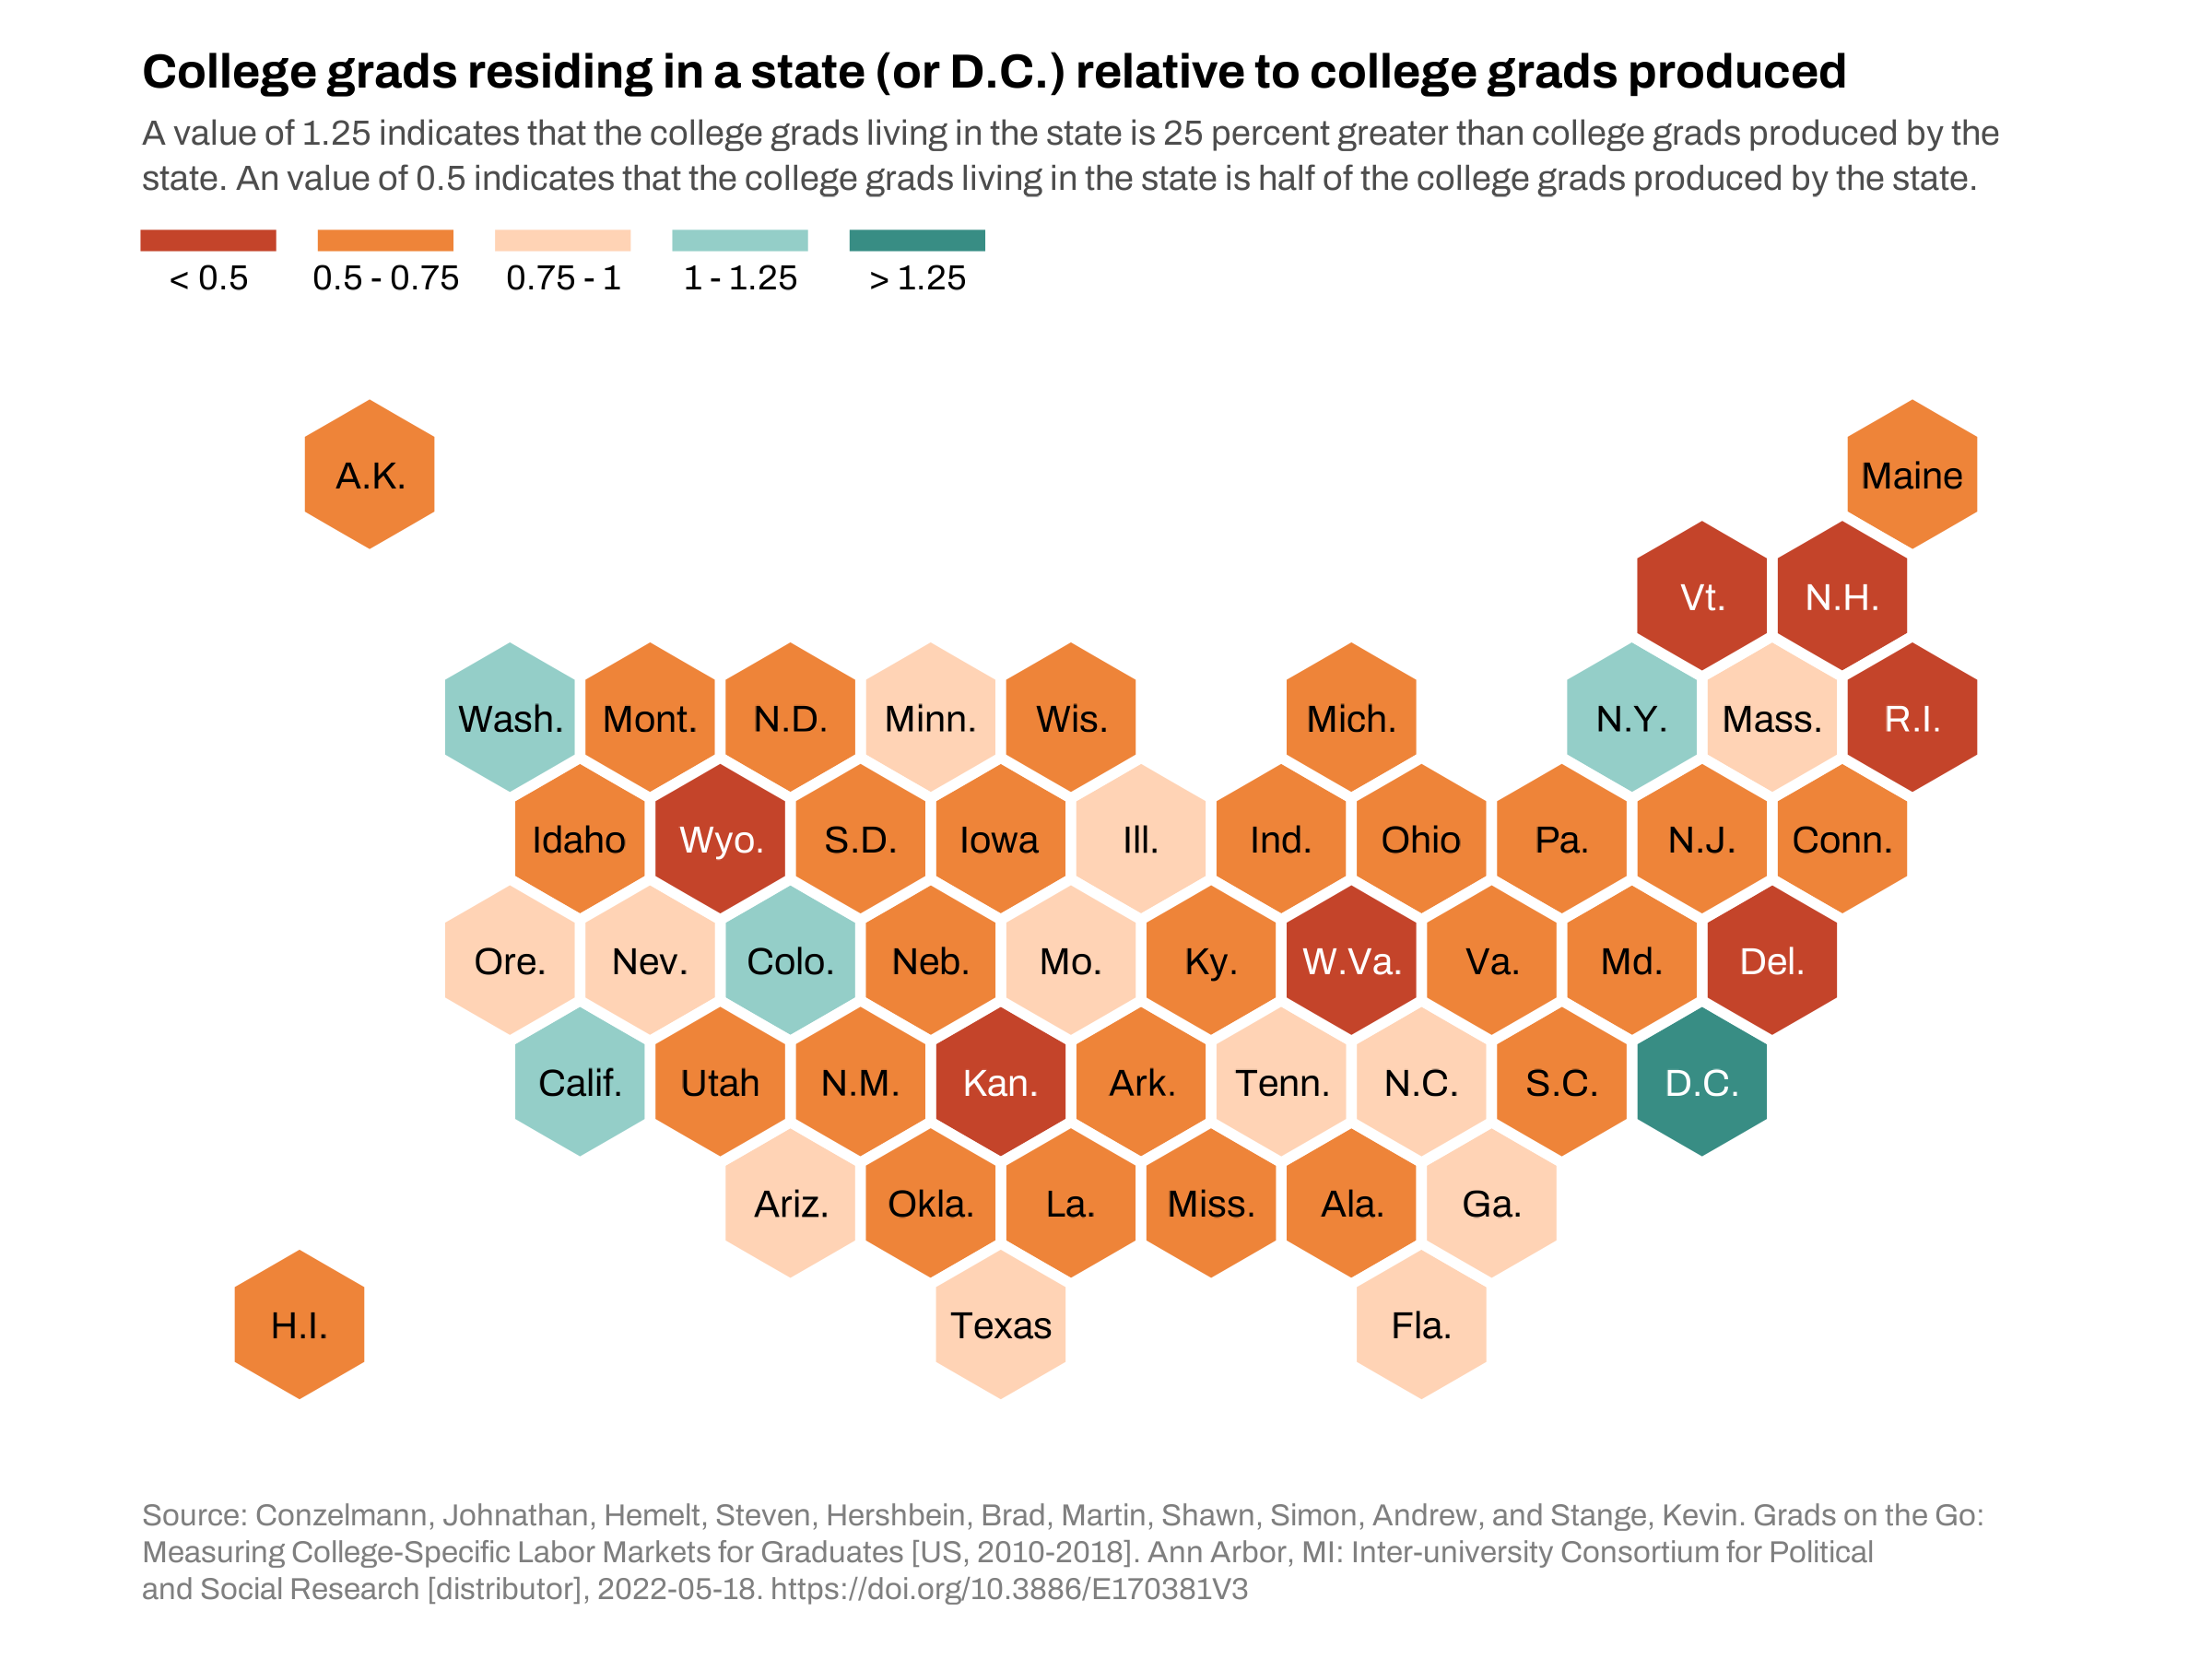 College grads residing in a state (or D.C.) relative to college grads produced
A value of 1.25 indicates that the college grads living in the state is 25 percent greater than college grads produced by the
state. An value of 0.5 indicates that the college grads living in the state is half of the college grads produced by the state.
< 0.5 0.5 - 0.75 0.75 - 1 1 - 1.25 > 1.25
A.K. Maine
Vt. N.H.
Wash. Mont. N.D. Minn. Wis. Mich. N.Y. Mass. R.I.
Idaho Wyo. S.D. Iowa Ill. Ind. Ohio Pa. N.J. Conn.
Ore. Nev. Colo. Neb. Mo. Ky. W.Va. Va. Md. Del.
Calif. Utah N.M. Kan. Ark. Tenn. N.C. S.C. D.C.
Ariz. Okla. La. Miss. Ala. Ga.
H.I. Texas Fla.
Source: Conzelmann, Johnathan, Hemelt, Steven, Hershbein, Brad, Martin, Shawn, Simon, Andrew, and Stange, Kevin. Grads on the Go:
Measuring College-Specific Labor Markets for Graduates [US, 2010-2018]. Ann Arbor, MI: Inter-university Consortium for Political
and Social Research [distributor], 2022-05-18. https://doi.org/10.3886/E170381V3